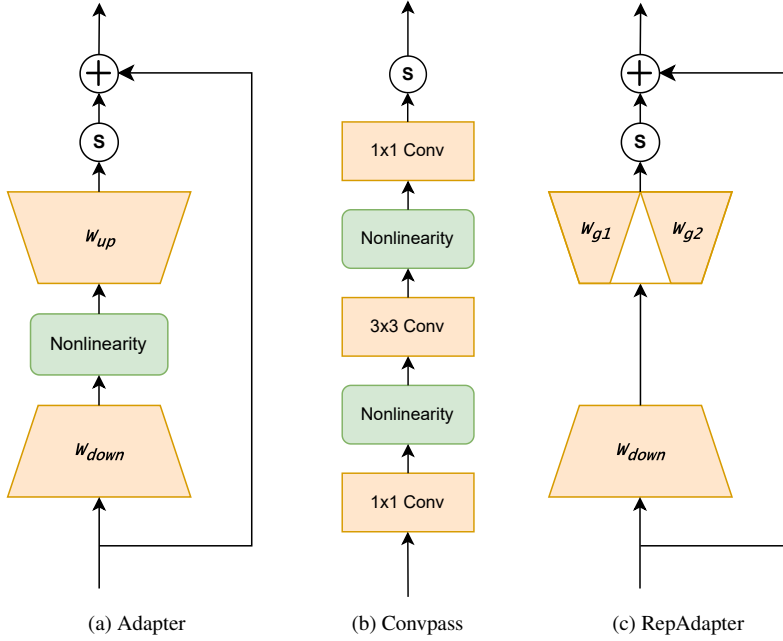 S
W_up
Nonlinearity
W_down
(a) Adapter
S
1x1 Conv
Nonlinearity
3x3 Conv
Nonlinearity
1x1 Conv
(b) Convpass
S
W_g1 W_g2
W_down
(c) RepAdapter